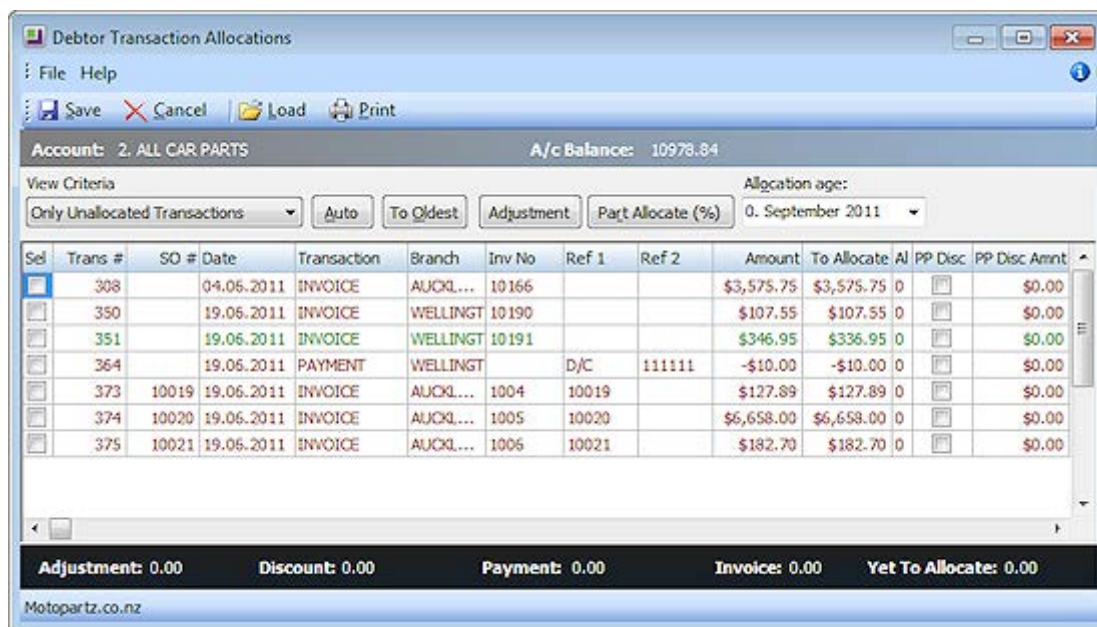 Debtor Transaction Allocations
File Help
Save Cancel Load Print
Account: 2. ALL CAR PARTS A/c Balance: 10978.84
View Criteria Allocation age:
Only Unallocated Transactions Auto To Oldest Adjustment Part Allocate (%) 0. September 2011
Sel Trans # SO # Date Transaction Branch Inv No Ref 1 Ref 2 Amount To Allocate Al PP Disc PP Disc Amnt
308 04.06.2011 INVOICE AUCKL... 10166 $3,575.75 $3,575.75 0 $0.00
350 19.06.2011 INVOICE WELLINGT 10190 $107.55 $107.55 0 $0.00
351 19.06.2011 INVOICE WELLINGT 10191 $346.95 $336.95 0 $0.00
364 19.06.2011 PAYMENT WELLINGT D/C 111111 -$10.00 -$10.00 0 $0.00
373 10019 19.06.2011 INVOICE AUCKL... 1004 10019 $127.89 $127.89 0 $0.00
374 10020 19.06.2011 INVOICE AUCKL... 1005 10020 $6,658.00 $6,658.00 0 $0.00
375 10021 19.06.2011 INVOICE AUCKL... 1006 10021 $182.70 $182.70 0 $0.00
Adjustment: 0.00 Discount: 0.00 Payment: 0.00 Invoice: 0.00 Yet To Allocate: 0.00
Motopartz.co.nz